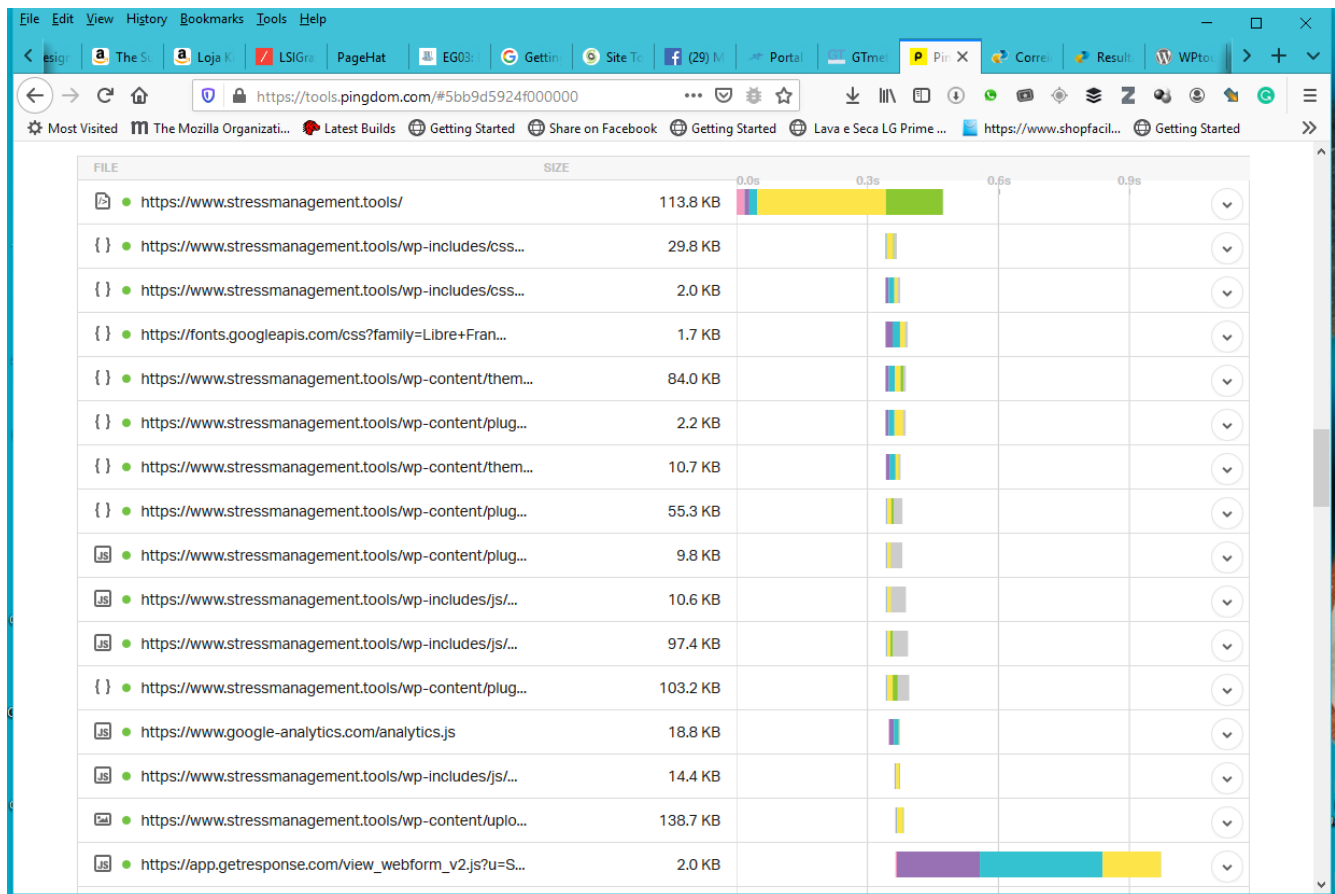 File Edit View History Bookmarks Tools Help
esign The Loja K LSIGra PageHat EG03: Gettin Site To (29) M Portal GTmet Pin Correi Result WPtou
https://tools.pingdom.com/#5bb9d5924f000000
Most Visited The Mozilla Organizati... Latest Builds Getting Started Share on Facebook Getting Started Lava e Seca LG Prime ... https://www.shopfacil... Getting Started
FILE SIZE
0.0s 0.3s 0.6s 0.9s
https://www.stressmanagement.tools/ 113.8 KB
{ } https://www.stressmanagement.tools/wp-includes/css... 29.8 KB
{ } https://www.stressmanagement.tools/wp-includes/css... 2.0 KB
{ } https://fonts.googleapis.com/css?family=Libre+Fran... 1.7 KB
{ } https://www.stressmanagement.tools/wp-content/them... 84.0 KB
{ } https://www.stressmanagement.tools/wp-content/plug... 2.2 KB
{ } https://www.stressmanagement.tools/wp-content/them... 10.7 KB
{ } https://www.stressmanagement.tools/wp-content/plug... 55.3 KB
JS https://www.stressmanagement.tools/wp-content/plug... 9.8 KB
JS https://www.stressmanagement.tools/wp-includes/js/... 10.6 KB
JS https://www.stressmanagement.tools/wp-includes/js/... 97.4 KB
{ } https://www.stressmanagement.tools/wp-content/plug... 103.2 KB
JS https://www.google-analytics.com/analytics.js 18.8 KB
JS https://www.stressmanagement.tools/wp-includes/js/... 14.4 KB
https://www.stressmanagement.tools/wp-content/uplo... 138.7 KB
JS https://app.getresponse.com/view_webform_v2.js?u=S... 2.0 KB